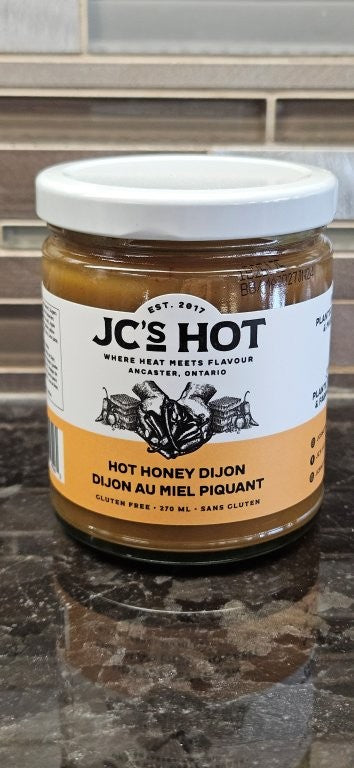 EST. 2017
JC's HOT
WHERE HEAT MEETS FLAVOUR
ANCASTER, ONTARIO
HOT HONEY DIJON
DIJON AU MIEL PIQUANT
GLUTEN FREE • 270 ML • SANS GLUTEN